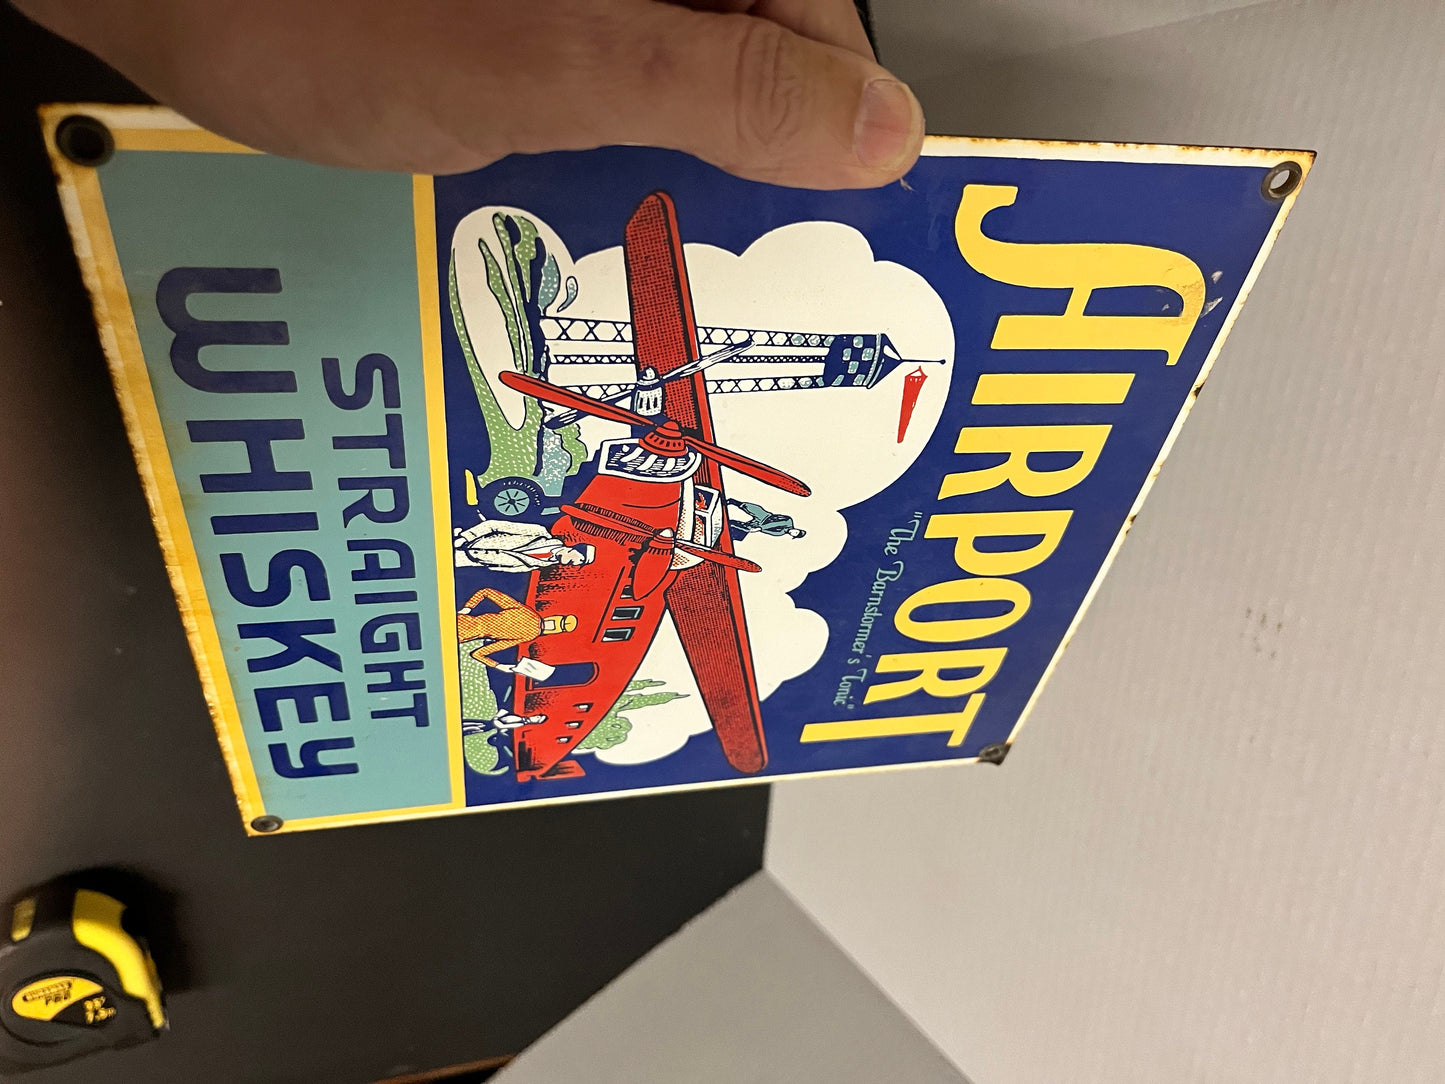 AIRPORT
"The Barnstormer's Tonic"
STRAIGHT
WHISKEY